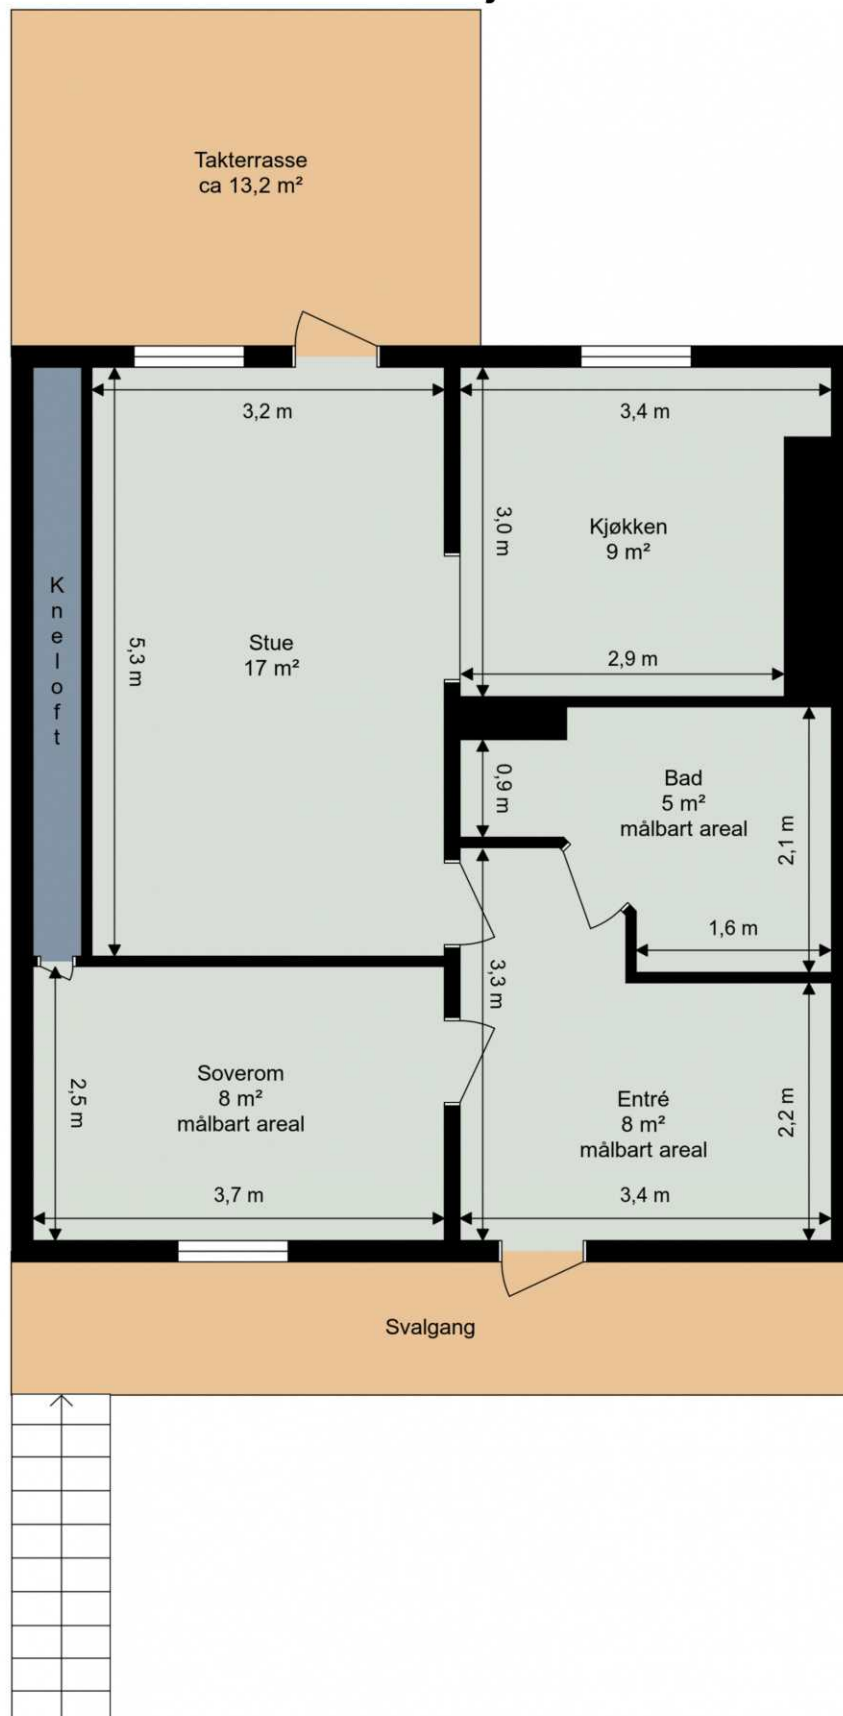 Takterrasse
ca 13,2 m²
3,2 m
3,4 m
3,0 m
Kjøkken
9 m²
Kneloft
5,3 m
Stue
17 m²
2,9 m
0,9 m
Bad
5 m²
målbart areal
2,1 m
1,6 m
3,3 m
Soverom
8 m²
målbart areal
2,5 m
3,7 m
Entré
8 m²
målbart areal
2,2 m
3,4 m
Svalgang